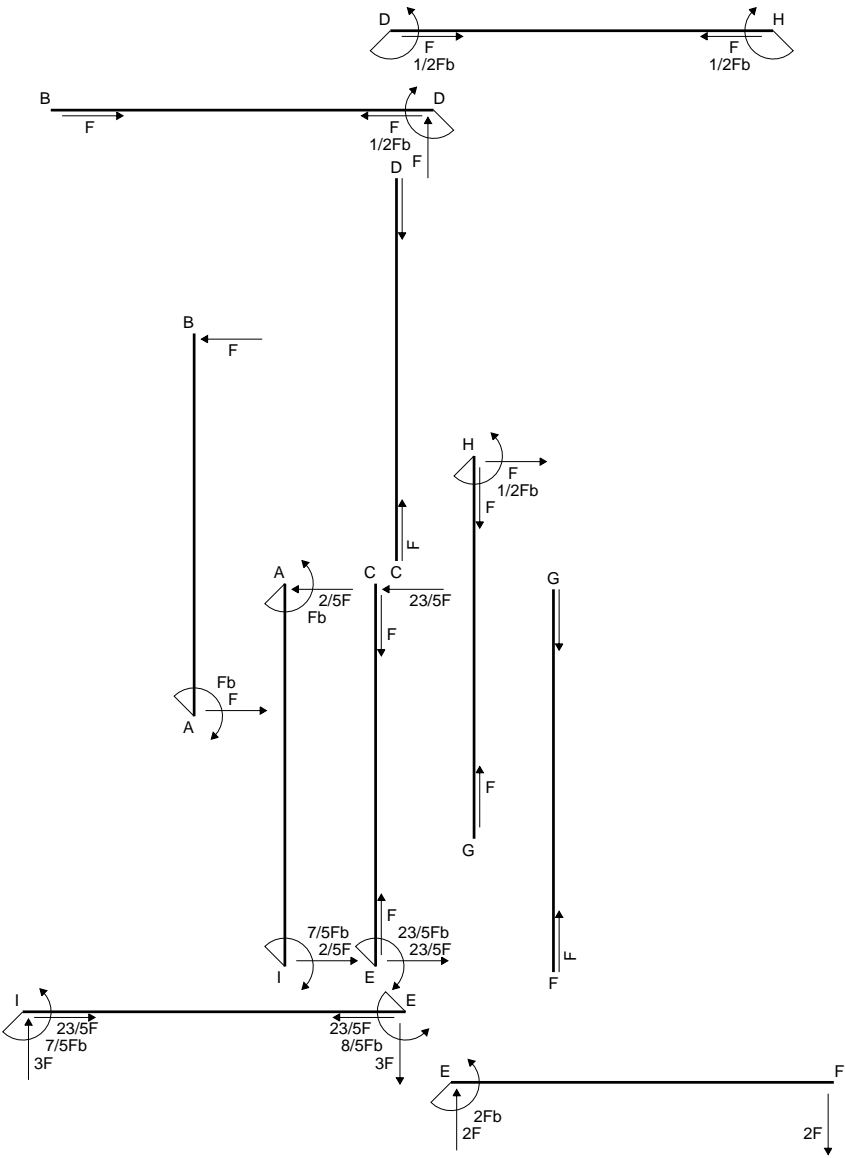 D H
F F
1/2Fb 1/2Fb
B D
F F
1/2Fb
F
D
B
F
H
F
1/2Fb
F
F
A C C
G
2/5F 23/5F
Fb
F
Fb
F
A
F
G
F
7/5Fb 23/5Fb
2/5F 23/5F
F
I E
F
I E
23/5F 23/5F
7/5Fb 8/5Fb
3F 3F
E F
2Fb
2F 2F